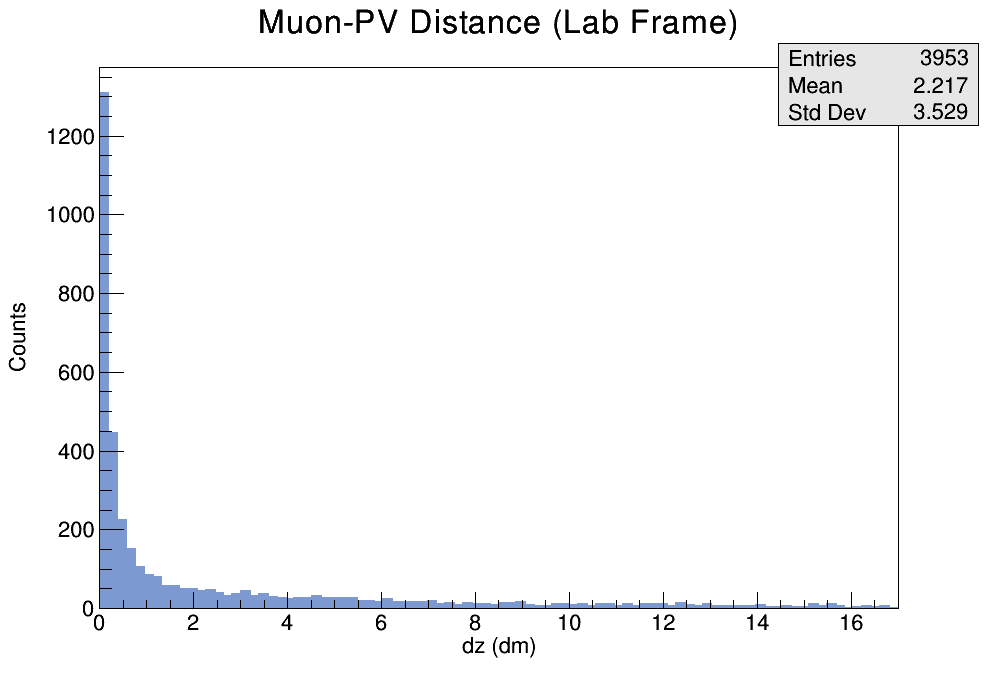 Muon-PV Distance (Lab Frame)
Entries 3953
Mean 2.217
Std Dev 3.529
Counts
1200
1000
800
600
400
200
0
0 2 4 6 8 10 12 14 16
dz (dm)